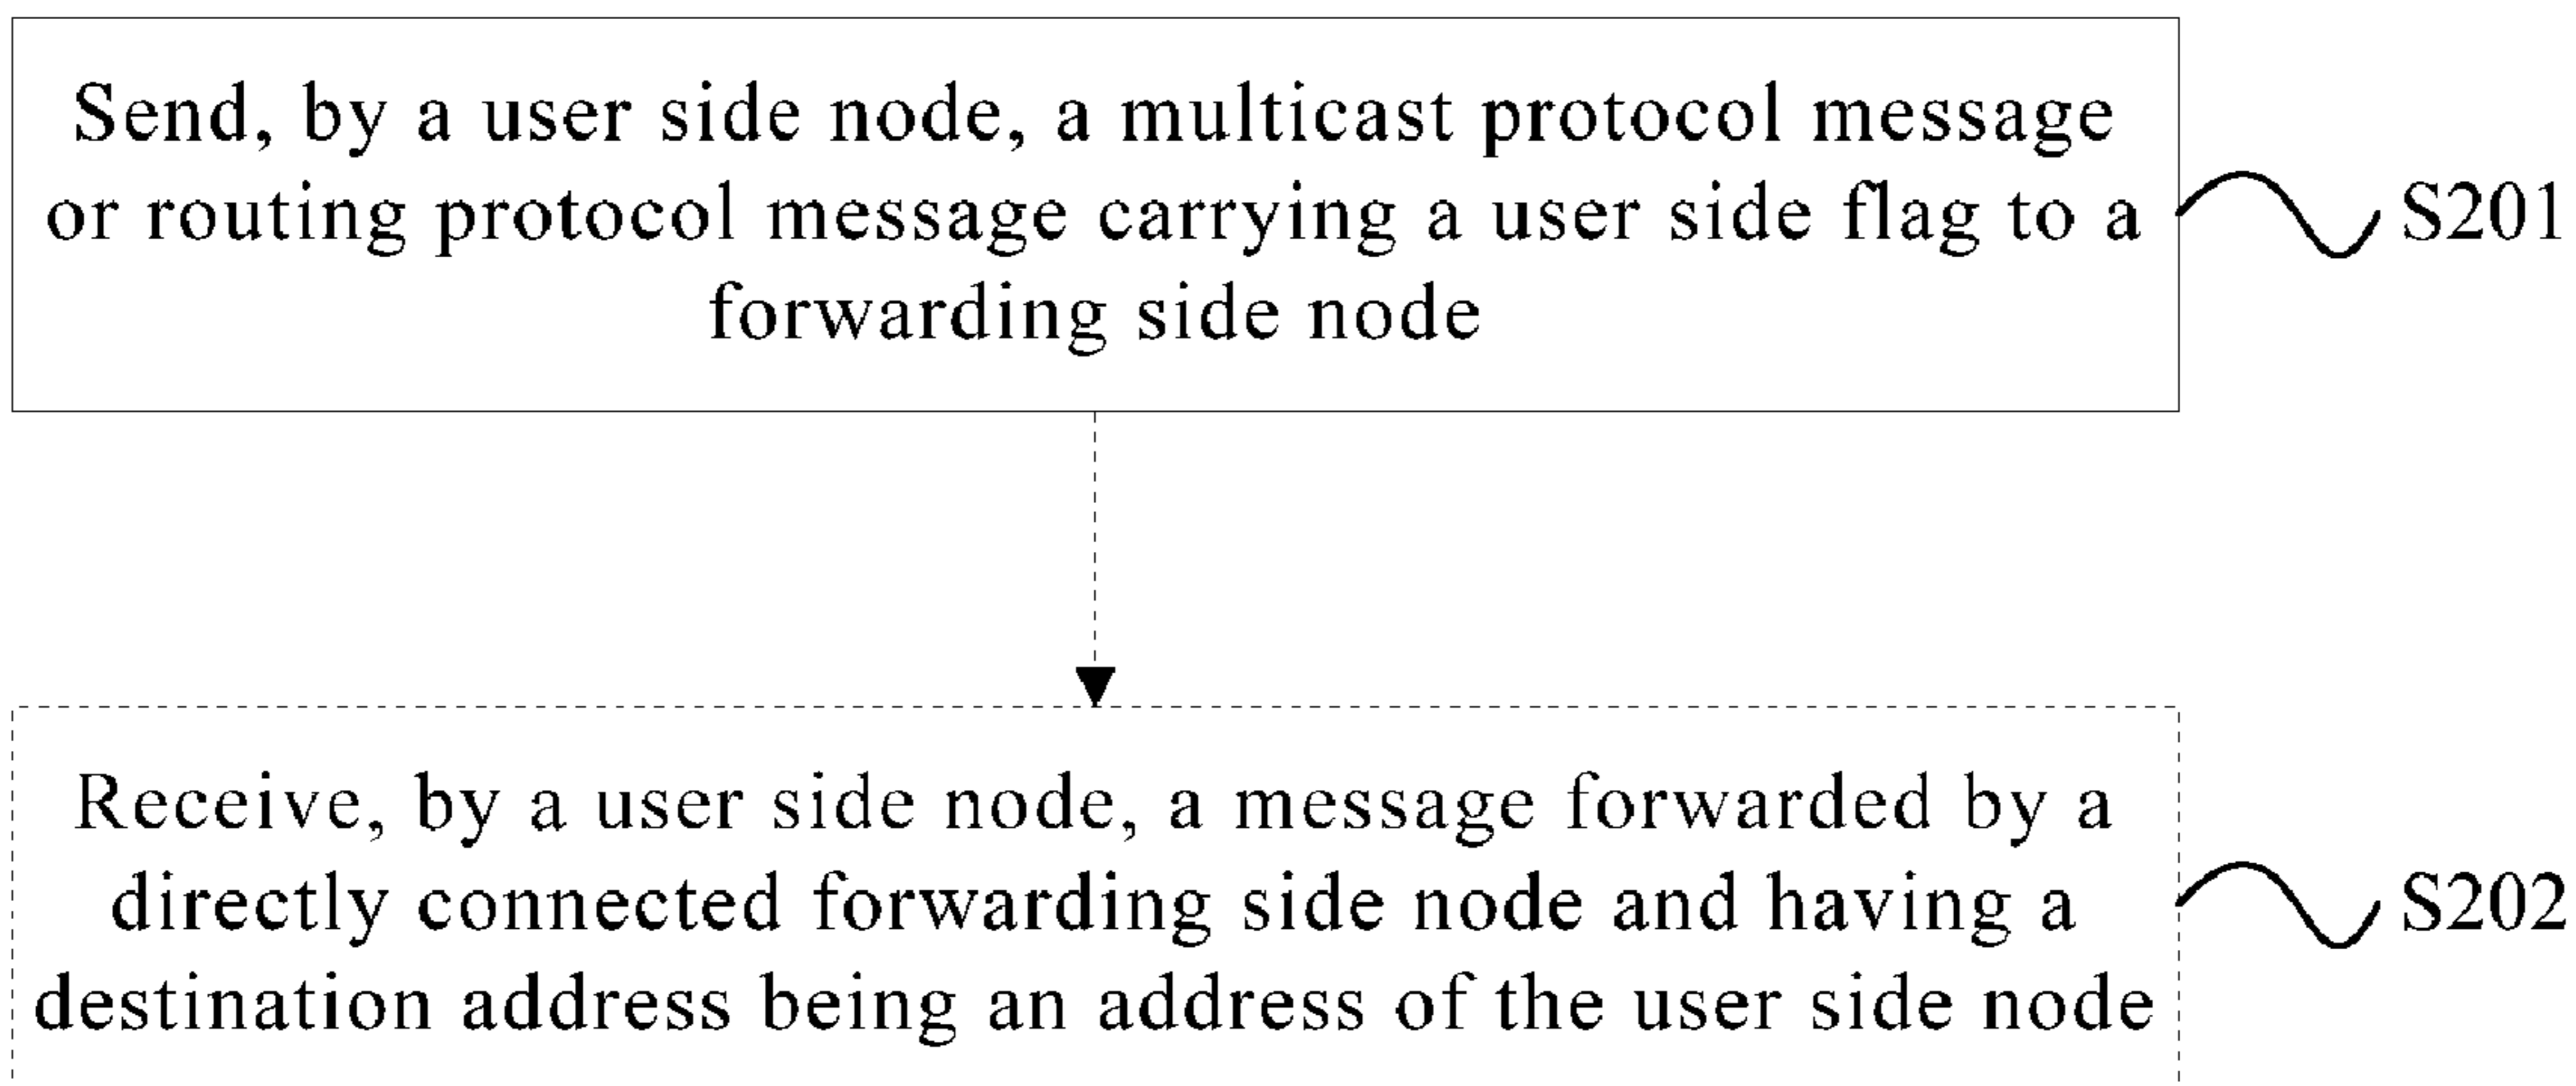 Send, by a user side node, a multicast protocol message
or routing protocol message carrying a user side flag to a
forwarding side node
S201
Receive, by a user side node, a message forwarded by a
directly connected forwarding side node and having a
destination address being an address of the user side node
S202